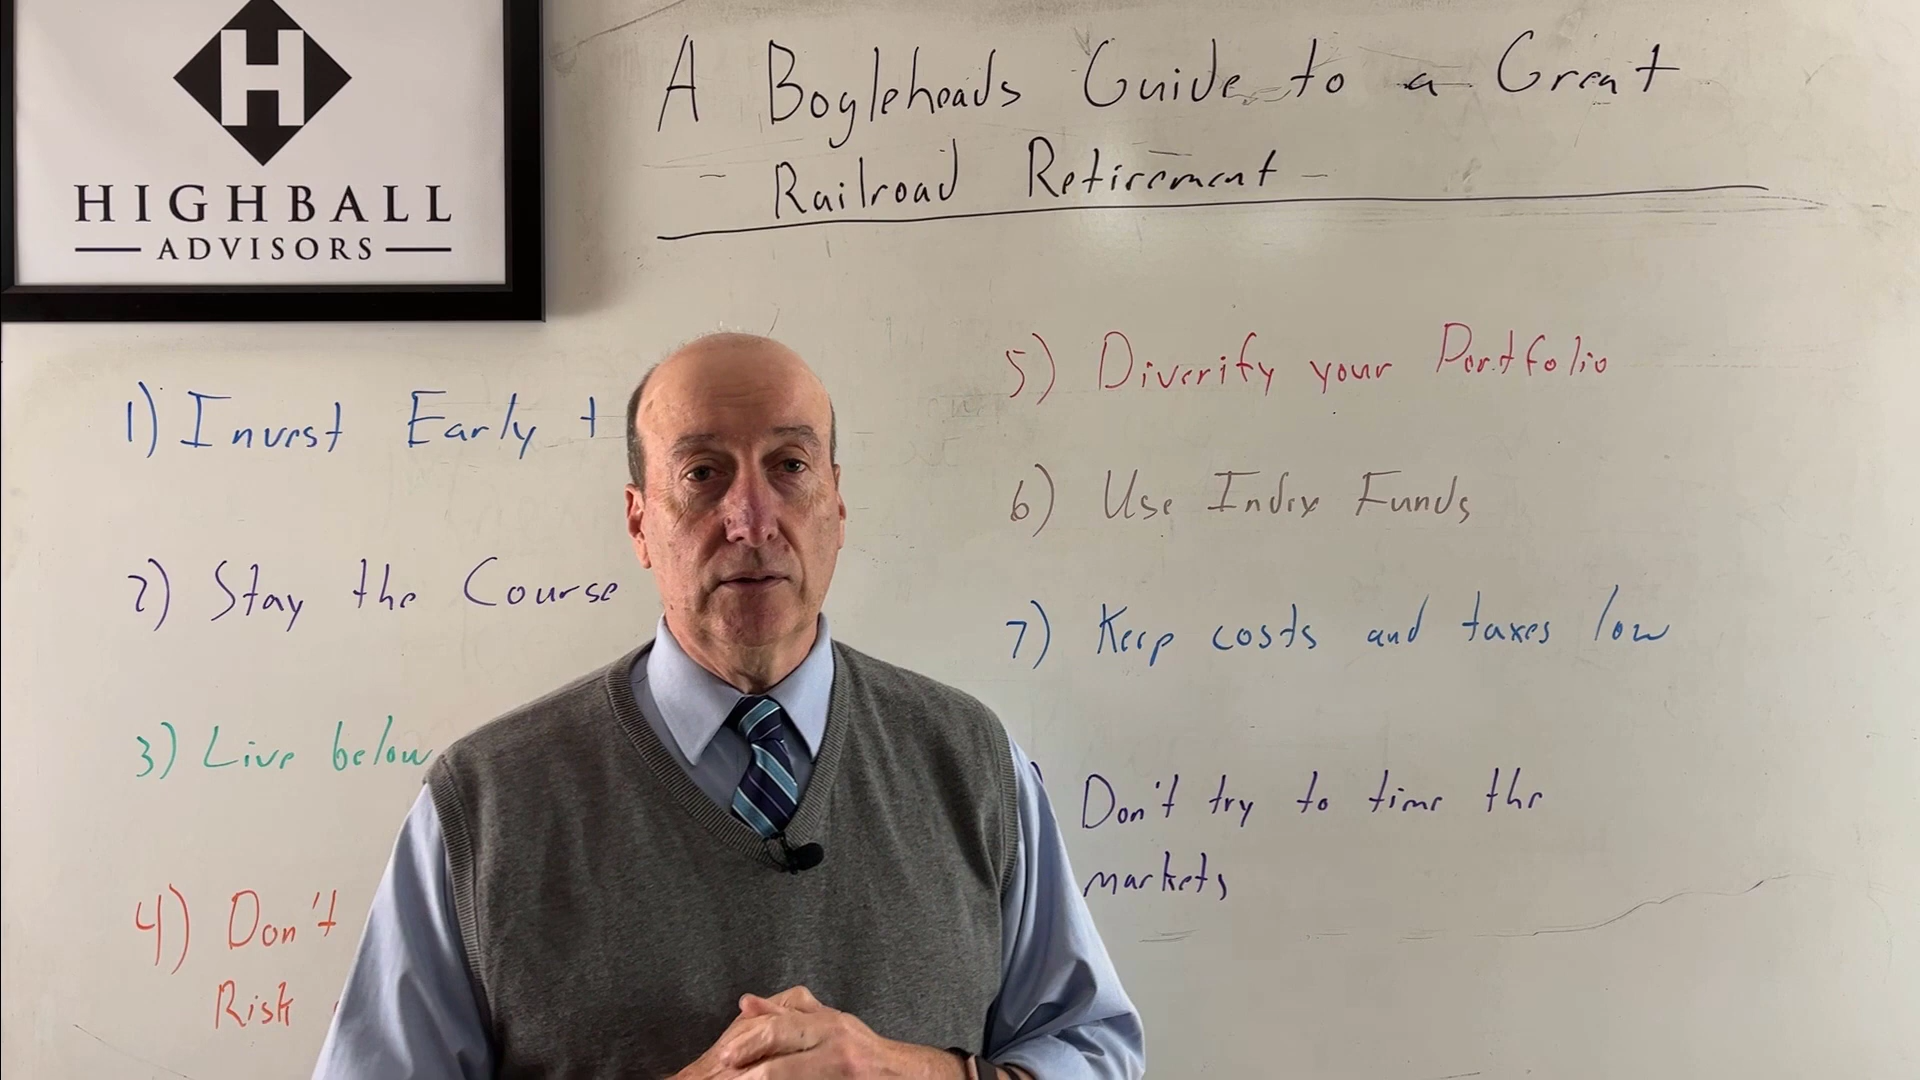 H
HIGHBALL
ADVISORS
A Bogleheads Guide to a Great
- Railroad Retirement -
1) Invest Early +
2) Stay the Course
3) Live below
4) Don't
Risk
5) Diverify your Portfolio
6) Use Index Funds
7) Keep costs and taxes low
) Don't try to time the
markets